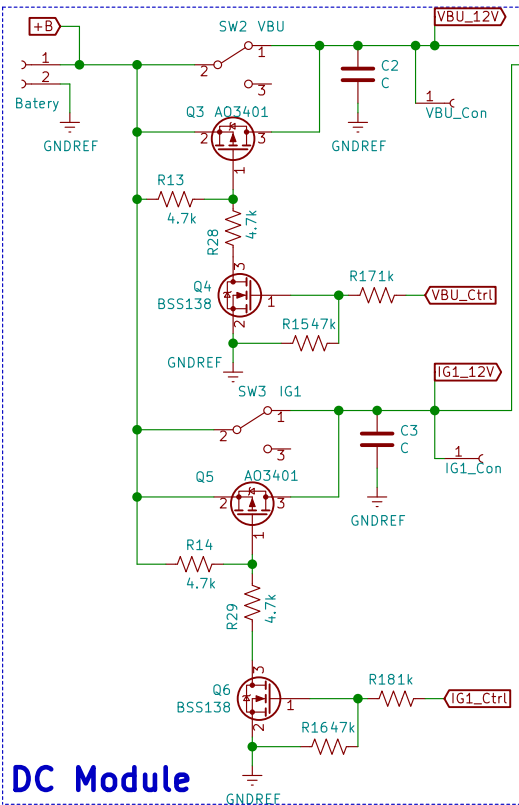 VBU_12V
+B
SW2 VBU
1
1
2
C2
2
C
3
1
Batery
VBU_Con
Q3 AO3401
2
3
GNDREF
GNDREF
1
R13
4.7k
R28
4.7k
3
Q4
R171k
BSS138
1
VBU_Ctrl
2
R1547k
GNDREF
IG1_12V
SW3 IG1
1
2
C3
C
3
1
IG1_Con
Q5
AO3401
2
3
GNDREF
1
R14
4.7k
R29
4.7k
3
R181k
Q6
BSS138
1
IG1_Ctrl
2
R1647k
DC Module
GNDREF